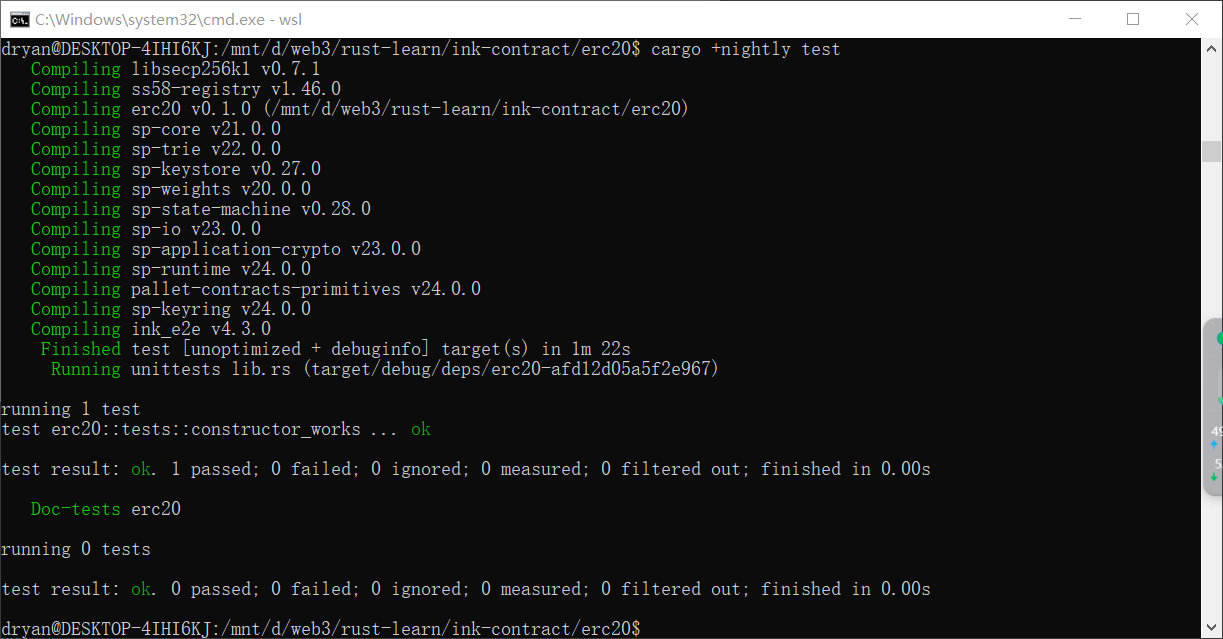 C:\Windows\system32\cmd.exe - wsl
dryan@DESKTOP-4IHI6KJ:/mnt/d/web3/rust-learn/ink-contract/erc20$ cargo +nightly test
Compiling libsecp256k1 v0.7.1
Compiling ss58-registry v1.46.0
Compiling erc20 v0.1.0 (/mnt/d/web3/rust-learn/ink-contract/erc20)
Compiling sp-core v21.0.0
Compiling sp-trie v22.0.0
Compiling sp-keystore v0.27.0
Compiling sp-weights v20.0.0
Compiling sp-state-machine v0.28.0
Compiling sp-io v23.0.0
Compiling sp-application-crypto v23.0.0
Compiling sp-runtime v24.0.0
Compiling pallet-contracts-primitives v24.0.0
Compiling sp-keyring v24.0.0
Compiling ink_e2e v4.3.0
Finished test [unoptimized + debuginfo] target(s) in 1m 22s
Running unittests lib.rs (target/debug/deps/erc20-afd12d05a5f2e967)
running 1 test
test erc20::tests::constructor_works ... ok
test result: ok. 1 passed; 0 failed; 0 ignored; 0 measured; 0 filtered out; finished in 0.00s
Doc-tests erc20
running 0 tests
test result: ok. 0 passed; 0 failed; 0 ignored; 0 measured; 0 filtered out; finished in 0.00s
dryan@DESKTOP-4IHI6KJ:/mnt/d/web3/rust-learn/ink-contract/erc20$